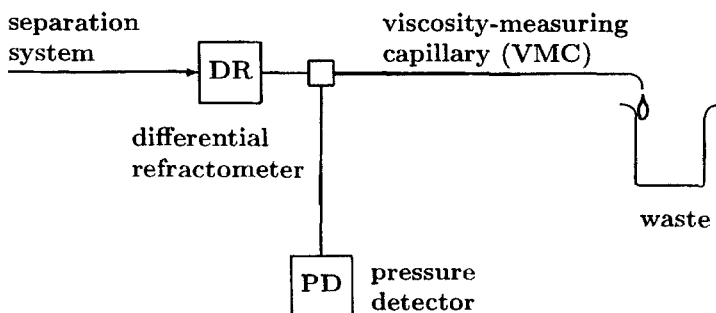 separation
system
DR
viscosity-measuring
capillary (VMC)
differential
refractometer
waste
PD
pressure
detector